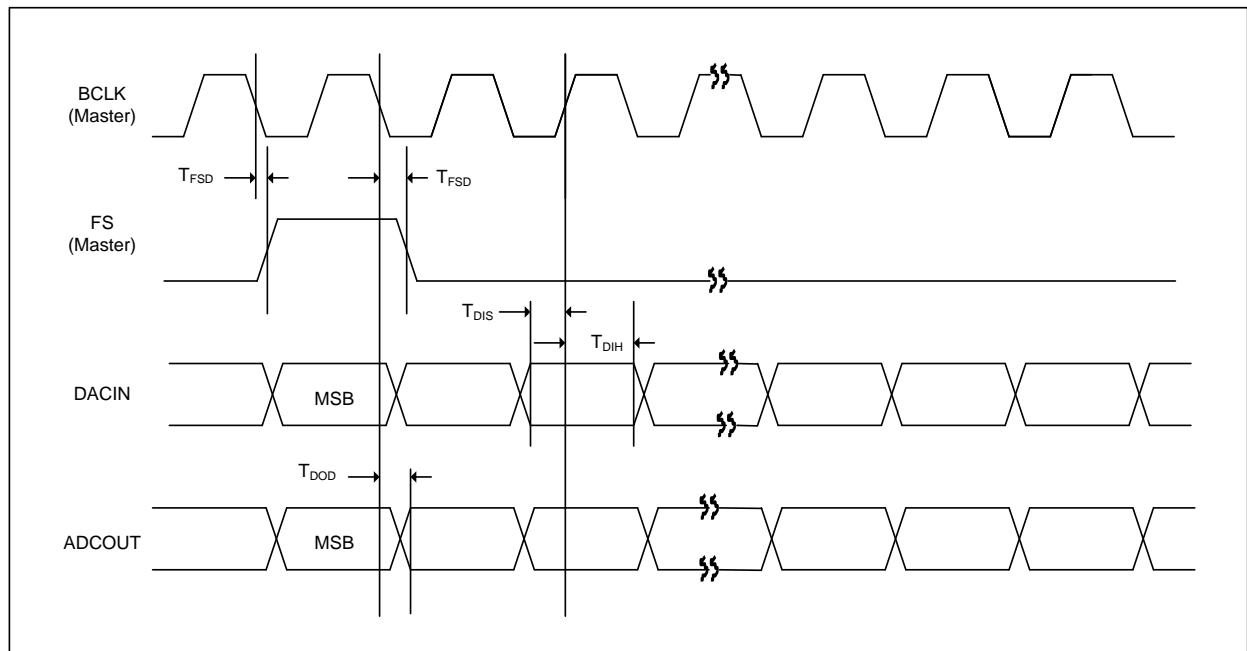 BCLK
(Master)
TFSD
TFSD
FS
(Master)
TDIS
TDIH
DACIN
MSB
TDOD
ADCOUT
MSB